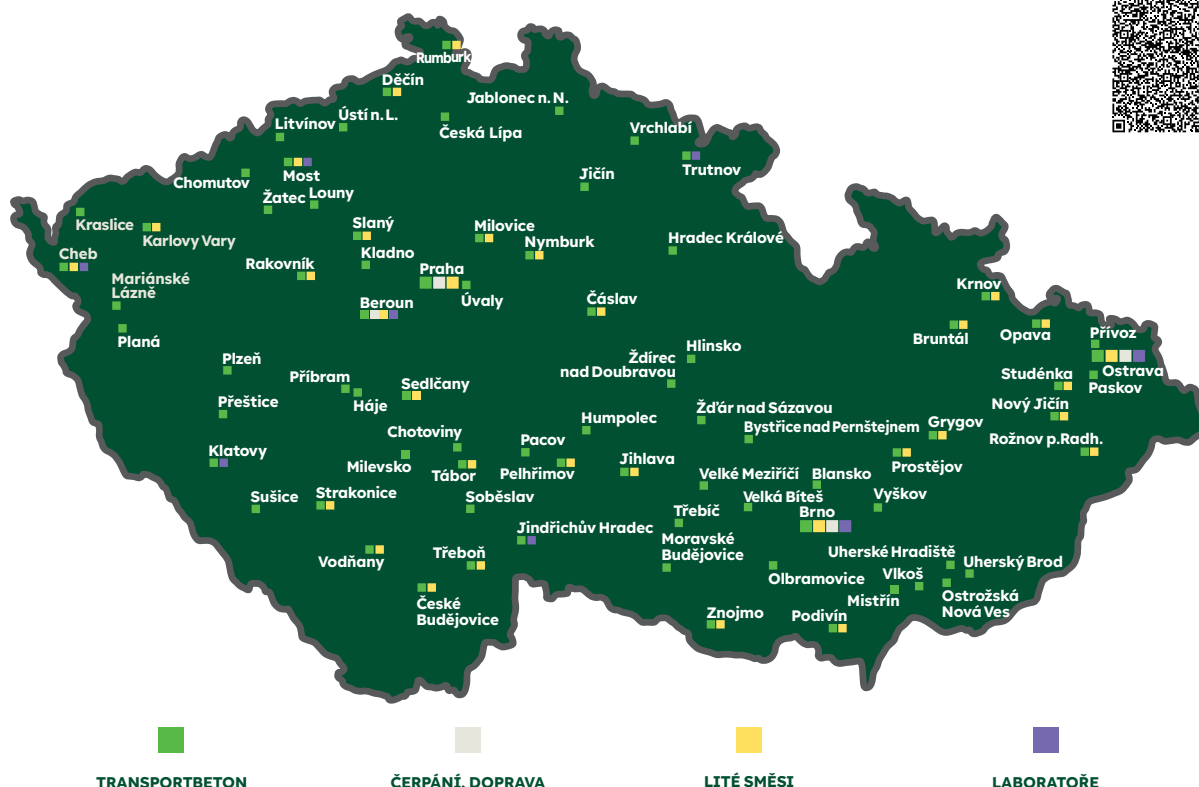 Rumburk
Děčín
Jablonec n. N.
Ústí n. L.
Litvínov
Česká Lípa
Vrchlabí
Most
Trutnov
Chomutov
Jičín
Žatec
Louny
Kraslice
Slaný
Milovice
Karlovy Vary
Nymburk
Hradec Králové
Cheb
Kladno
Rakovník
Praha
Mariánské
Lázně
Krnov
Úvaly
Čáslav
Beroun
Přívoz
Opava
Bruntál
Planá
Hlinsko
Plzeň
Ždírec
nad Doubravou
Ostrava
Studénka
Příbram
Sedlčany
Paskov
Přeštice
Háje
Nový Jičín
Žďár nad Sázavou
Humpolec
Grygov
Bystřice nad Pernštejnem
Chotoviny
Pacov
Rožnov p.Radh.
Klatovy
Jihlava
Milevsko
Prostějov
Tábor
Pelhřimov
Velké Meziříčí
Blansko
Strakonice
Vyškov
Sušice
Soběslav
Velká Bíteš
Třebíč
Brno
Jindřichův Hradec
Moravské
Budějovice
Třeboň
Uherské Hradiště
Vodňany
Uherský Brod
Vlkoš
Olbramovice
Ostrožská
Nová Ves
Mistřín
České
Budějovice
Znojmo
Podivín
TRANSPORTBETON
ČERPÁNÍ, DOPRAVA
LITÉ SMĚSI
LABORATOŘE